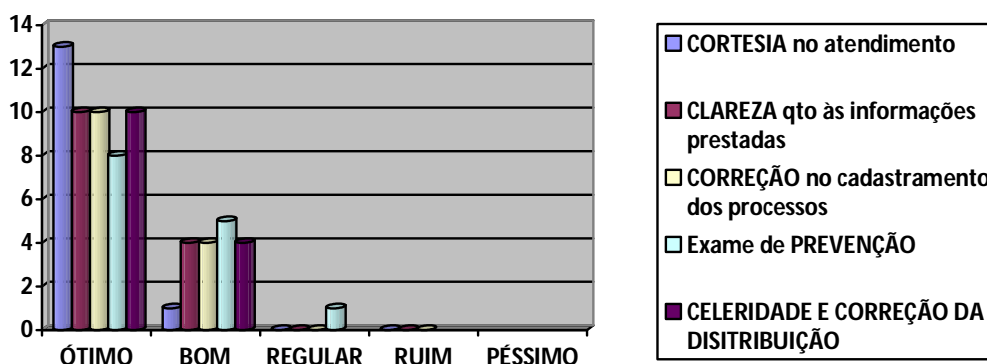 14
12
10
8
6
4
2
0
ÓTIMO BOM REGULAR RUIM PÉSSIMO
CORTESIA no atendimento
CLAREZA qto às informações
prestadas
CORREÇÃO no cadastramento
dos processos
Exame de PREVENÇÃO
CELERIDADE E CORREÇÃO DA
DISITRIBUIÇÃO